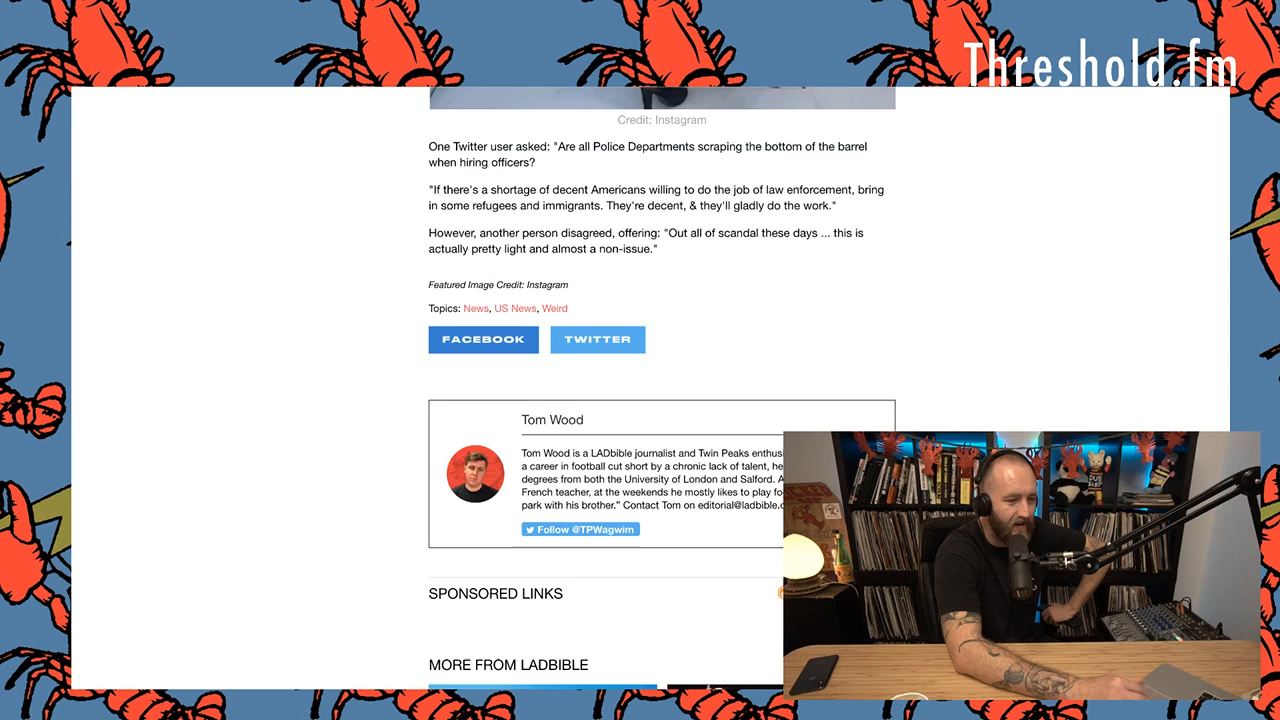 Threshold.fm
Credit: Instagram
One Twitter user asked: "Are all Police Departments scraping the bottom of the barrel
when hiring officers?
"If there's a shortage of decent Americans willing to do the job of law enforcement, bring
in some refugees and immigrants. They're decent, & they'll gladly do the work."
However, another person disagreed, offering: "Out all of scandal these days ... this is
actually pretty light and almost a non-issue."
Featured Image Credit: Instagram
Topics: News, US News, Weird
FACEBOOK TWITTER
Tom Wood
Tom Wood is a LADbible journalist and Twin Peaks enthus
a career in football cut short by a chronic lack of talent, he
degrees from both the University of London and Salford. A
French teacher, at the weekends he mostly likes to play fo
park with his brother.” Contact Tom on editorial@ladbible.c
Follow @TPWagwim
SPONSORED LINKS
MORE FROM LADBIBLE